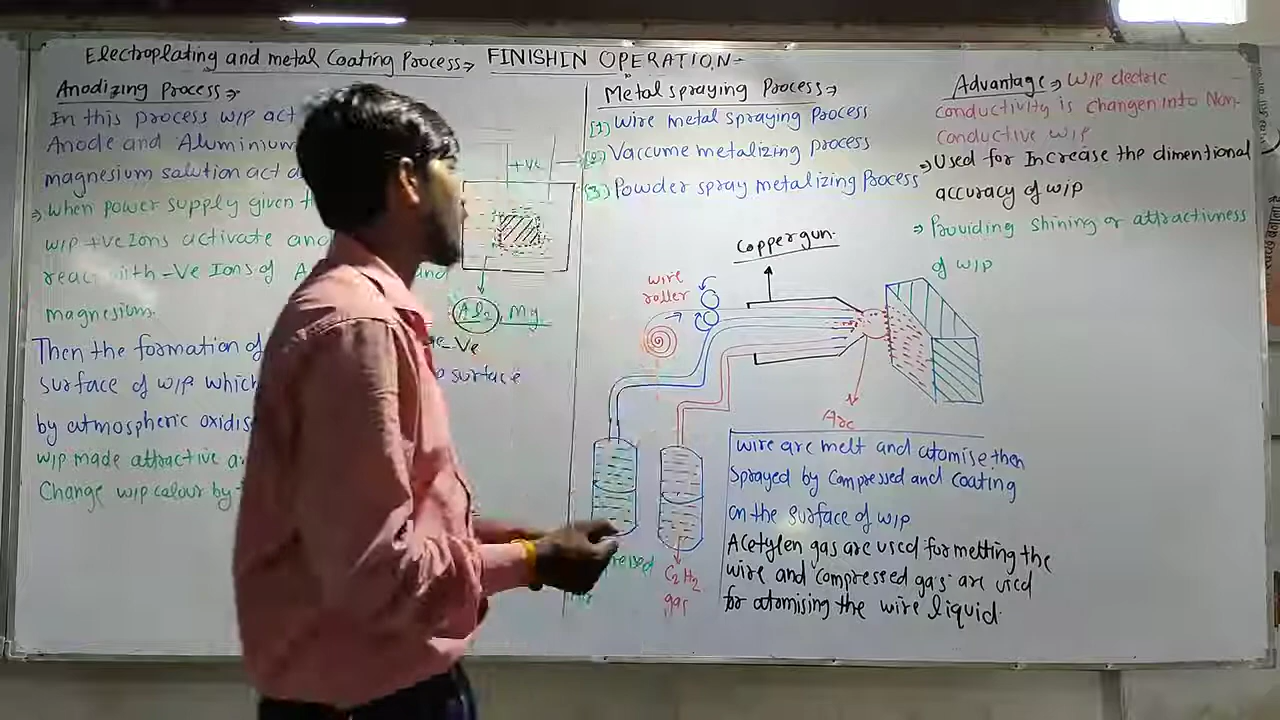 Electroplating and metal Coating Process⇒ FINISHIN OPERATION⇒
Anodizing Process⇒
In this process W/P act
Anode and Aluminium
magnesium solution act
⇒ When power supply given
W/P +ve Ions activate and
with -Ve Ions of and
magnesium.
Then the formation of
Surface of W/P which surface
by atmospheric
W/P made attractive
Change W/P colour by
+ve
Al2 Mg
-Ve
Metal spraying Process⇒
[1] Wire metal spraying Process
Vaccume metalizing process
[3] Powder spray metalizing Process
Copper gun.
wire
roller
Arc
C2H2
gas
Wire are melt and atomise then
Sprayed by Compressed and Coating
on the surface of W/P
Acetylen gas are used for melting the
wire and compressed gas are used
for atomising the wire liquid.
Advantage⇒ W/P electric
Conductivity is changen into Non-
Conductive W/P
⇒ Used for Increase the dimentional
accuracy of W/P
⇒ Providing shining or attractivness
of W/P